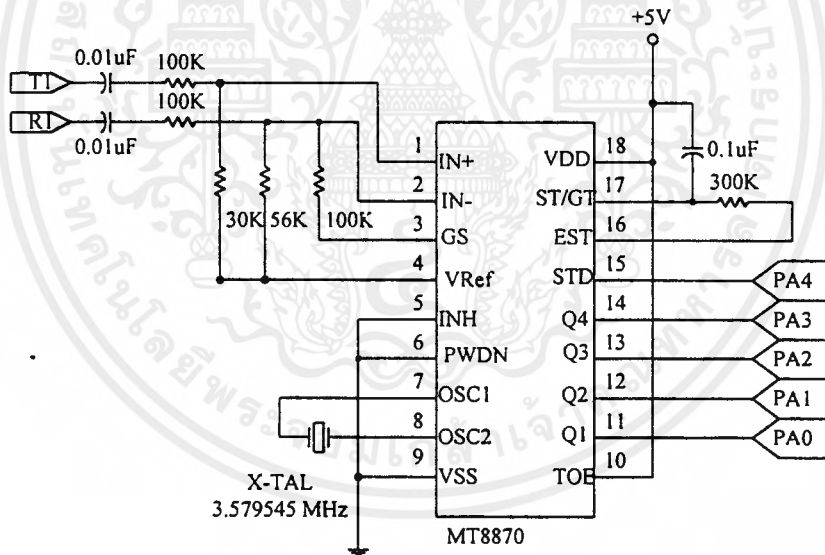 +5V
0.01uF 100K
TI
100K
RI
0.01uF
1 IN+
2 IN-
3 GS
4 VRef
5 INH
6 PWDN
7 OSC1
8 OSC2
9 VSS
30K 56K 100K
VDD 18
ST/GT 17
EST 16
STD 15
Q4 14
Q3 13
Q2 12
Q1 11
TOE 10
0.1uF
300K
PA4
PA3
PA2
PA1
PA0
X-TAL
3.579545 MHz
MT8870